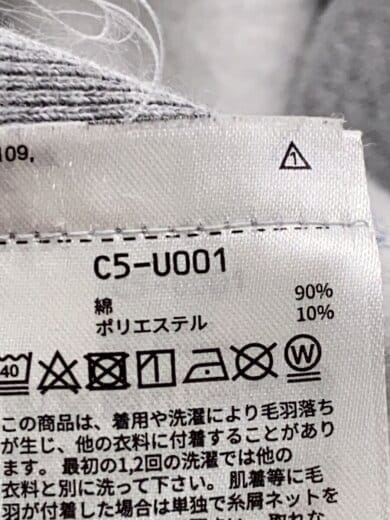 109.
1
C5-U001
綿 90%
ポリエステル 10%
40 W
この商品は、着用や洗濯により毛羽落ち
が生じ、他の衣料に付着することがあり
ます。最初の1,2回の洗濯では他の
衣料と別に洗って下さい。肌着等に毛
羽が付着した場合は単独で糸屑ネットを
取れな